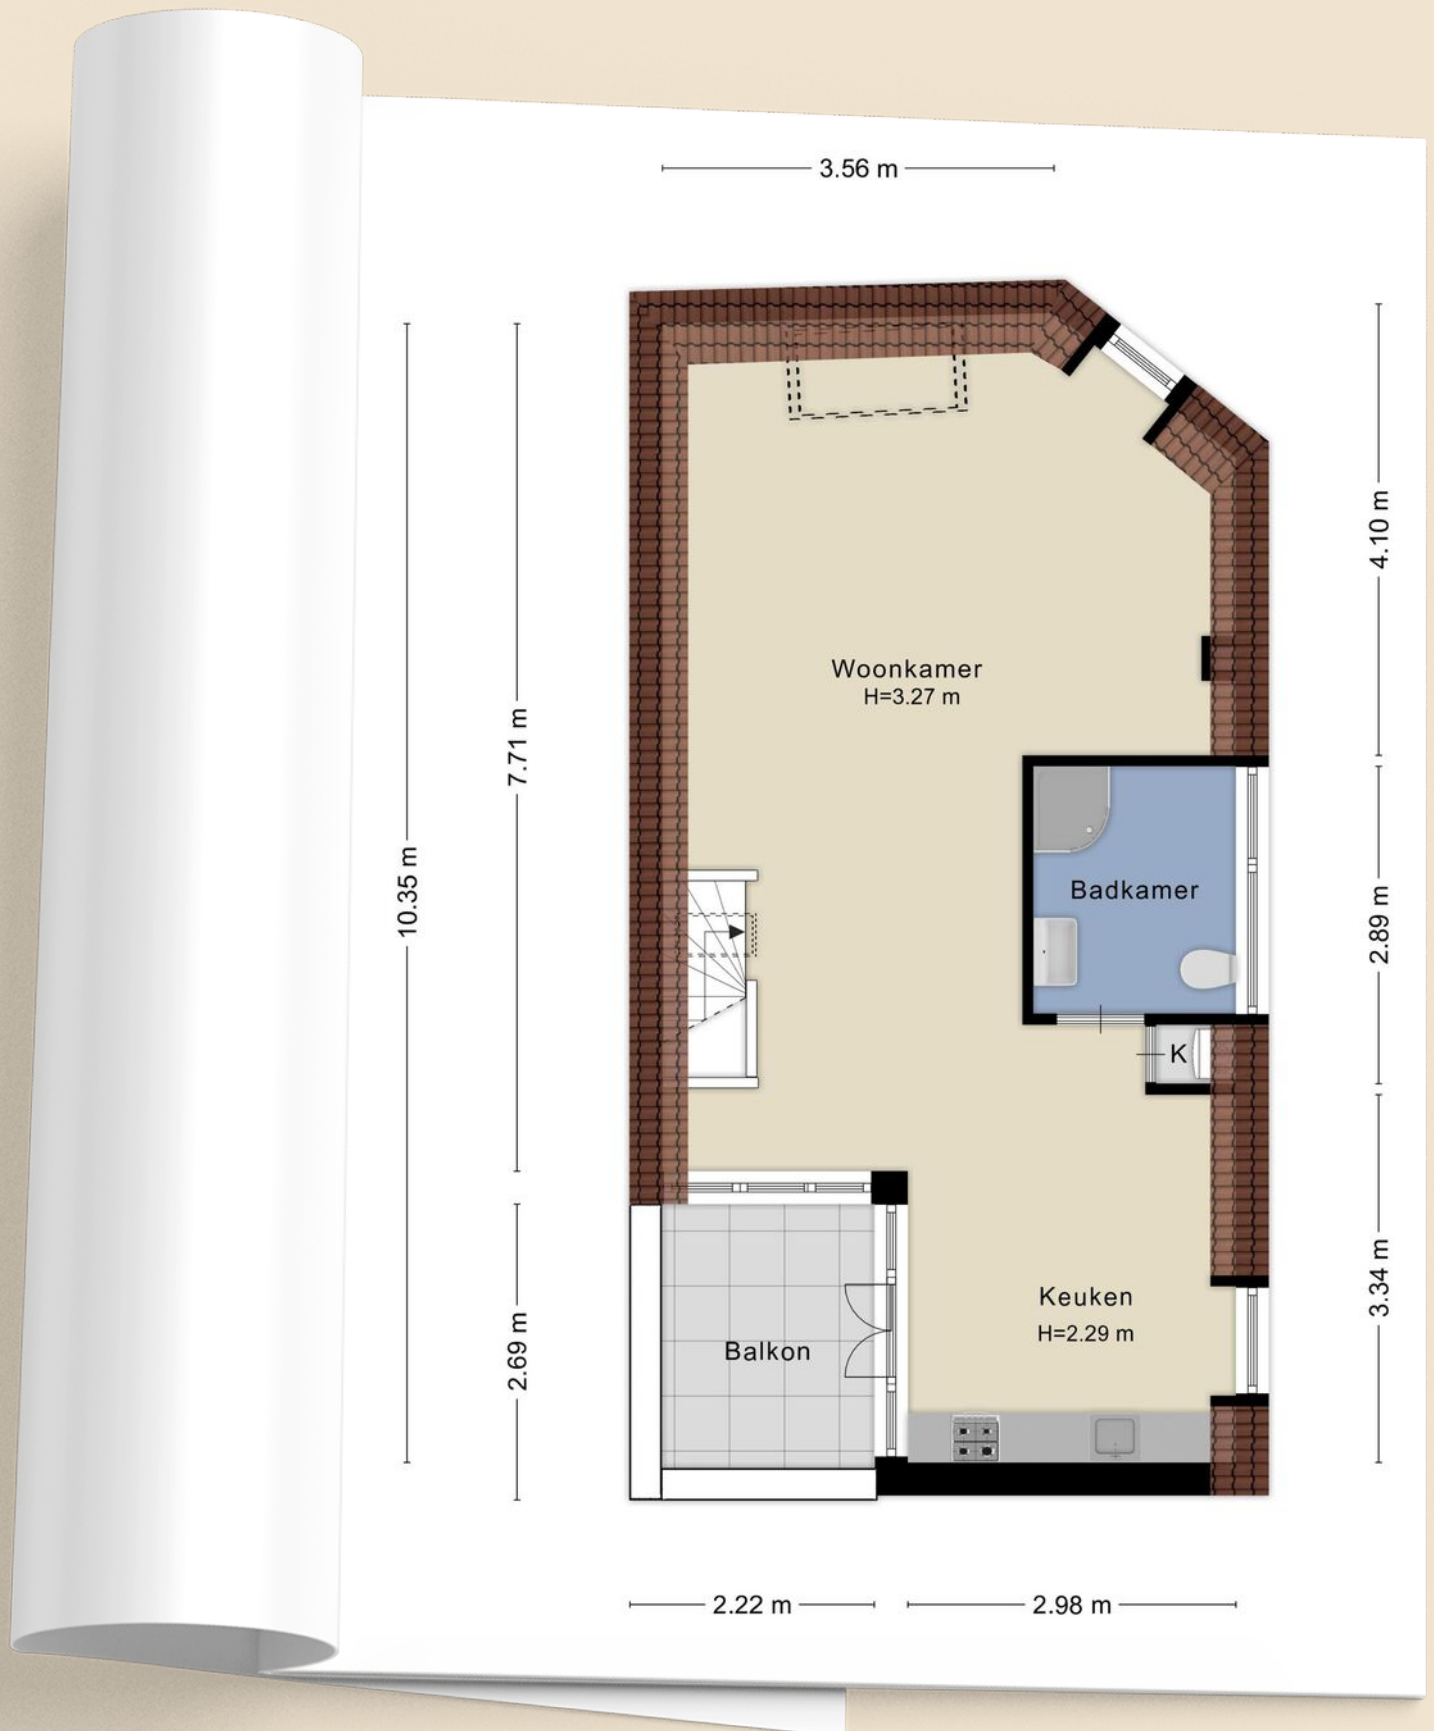 3.56 m
4.10 m
Woonkamer
H=3.27 m
7.71 m
10.35 m
Badkamer
2.89 m
K
3.34 m
Keuken
H=2.29 m
Balkon
2.69 m
2.22 m
2.98 m